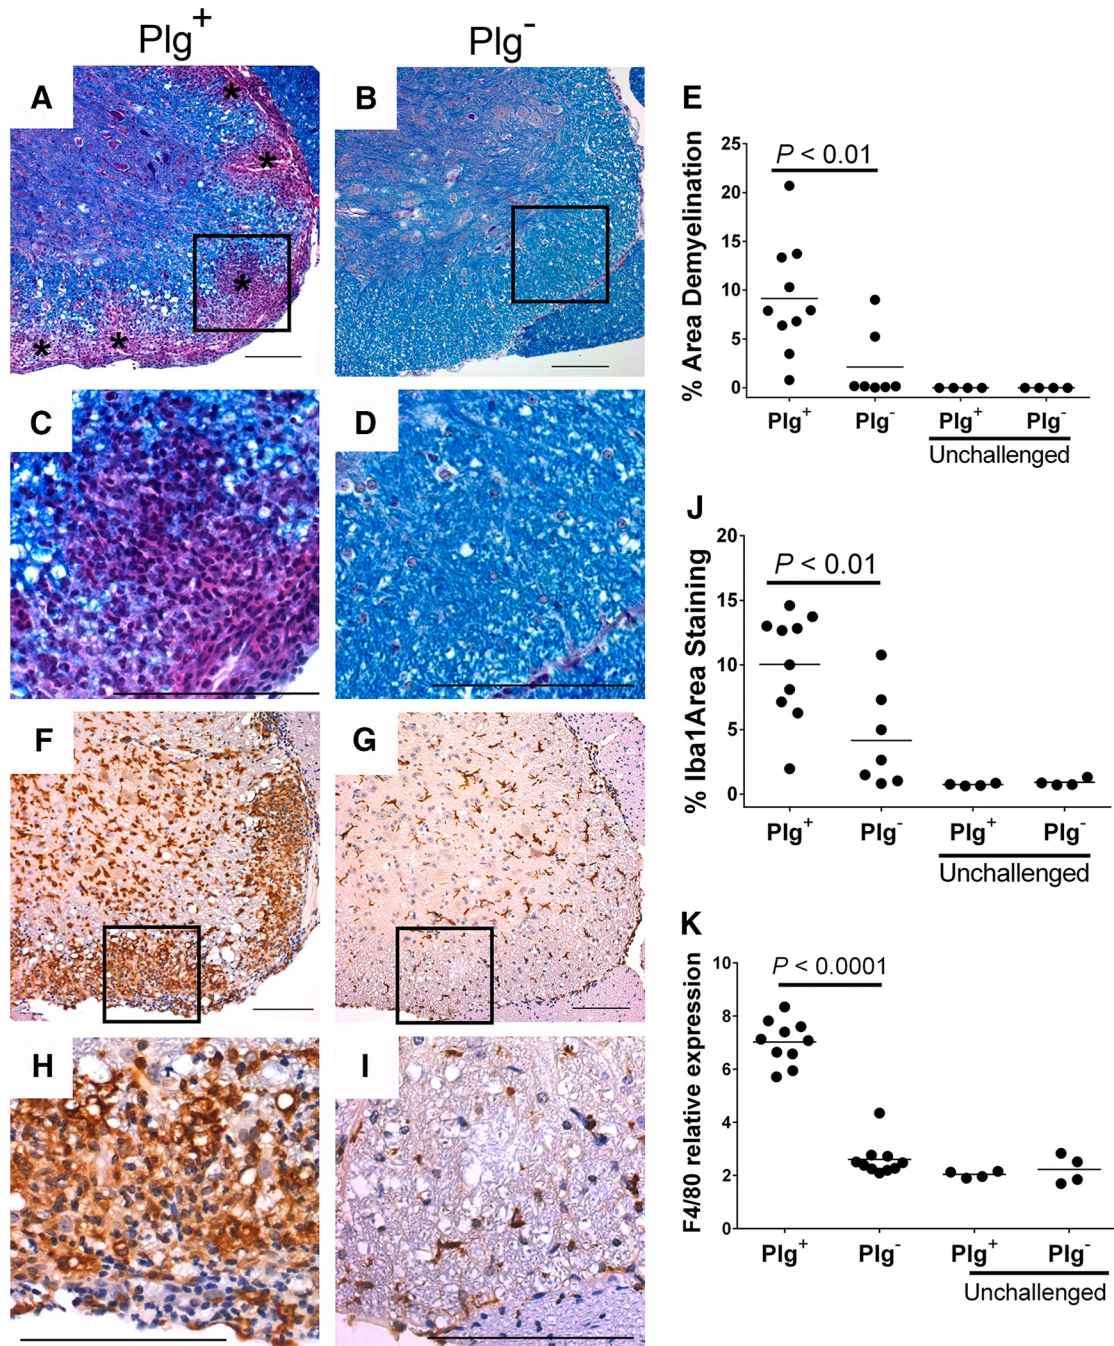 Plg+
Plg-
A
*
*
*
*
*
B
C
D
F
G
H
I
E
% Area Demyelination
25
20
15
10
5
0
P < 0.01
Plg+
Plg-
Plg+
Plg-
Unchallenged
J
% Iba1Area Staining
20
15
10
5
0
P < 0.01
Plg+
Plg-
Plg+
Plg-
Unchallenged
K
F4/80 relative expression
10
8
6
4
2
0
P < 0.0001
Plg+
Plg-
Plg+
Plg-
Unchallenged